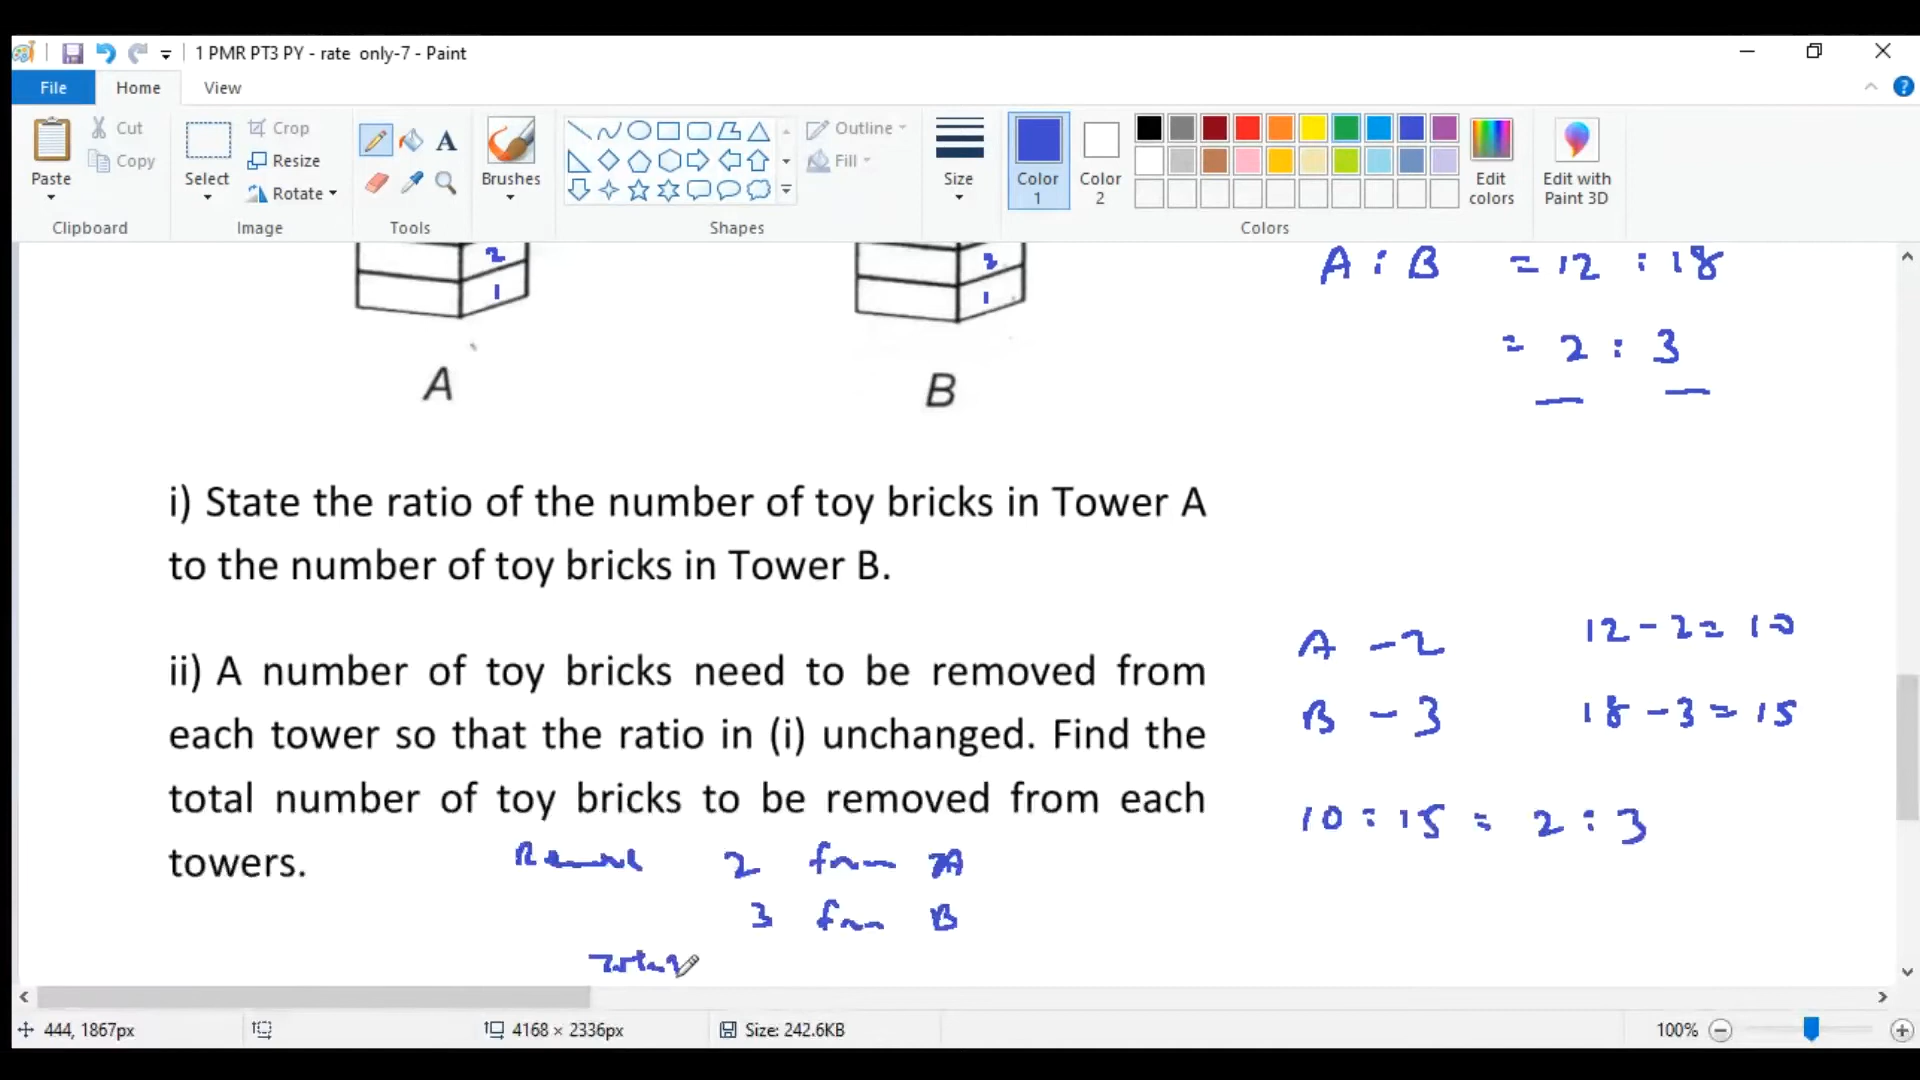 1 PMR PT3 PY - rate only-7 - Paint
File Home View
Paste
Cut
Copy
Clipboard
Select
Crop
Resize
Rotate
Image
A
Tools
Brushes
Shapes
Outline
Fill
Size
Color 1
Color 2
Colors
Edit colors
Edit with Paint 3D
2
1
2
1
A
B
A : B = 12 : 18
= 2 : 3
i) State the ratio of the number of toy bricks in Tower A
to the number of toy bricks in Tower B.
ii) A number of toy bricks need to be removed from
each tower so that the ratio in (i) unchanged. Find the
total number of toy bricks to be removed from each
towers.
A - 2 12 - 2 = 10
B - 3 18 - 3 = 15
10 : 15 = 2 : 3
Remove 2 from A
3 from B
Total
444, 1867px
4168 × 2336px
Size: 242.6KB
100%